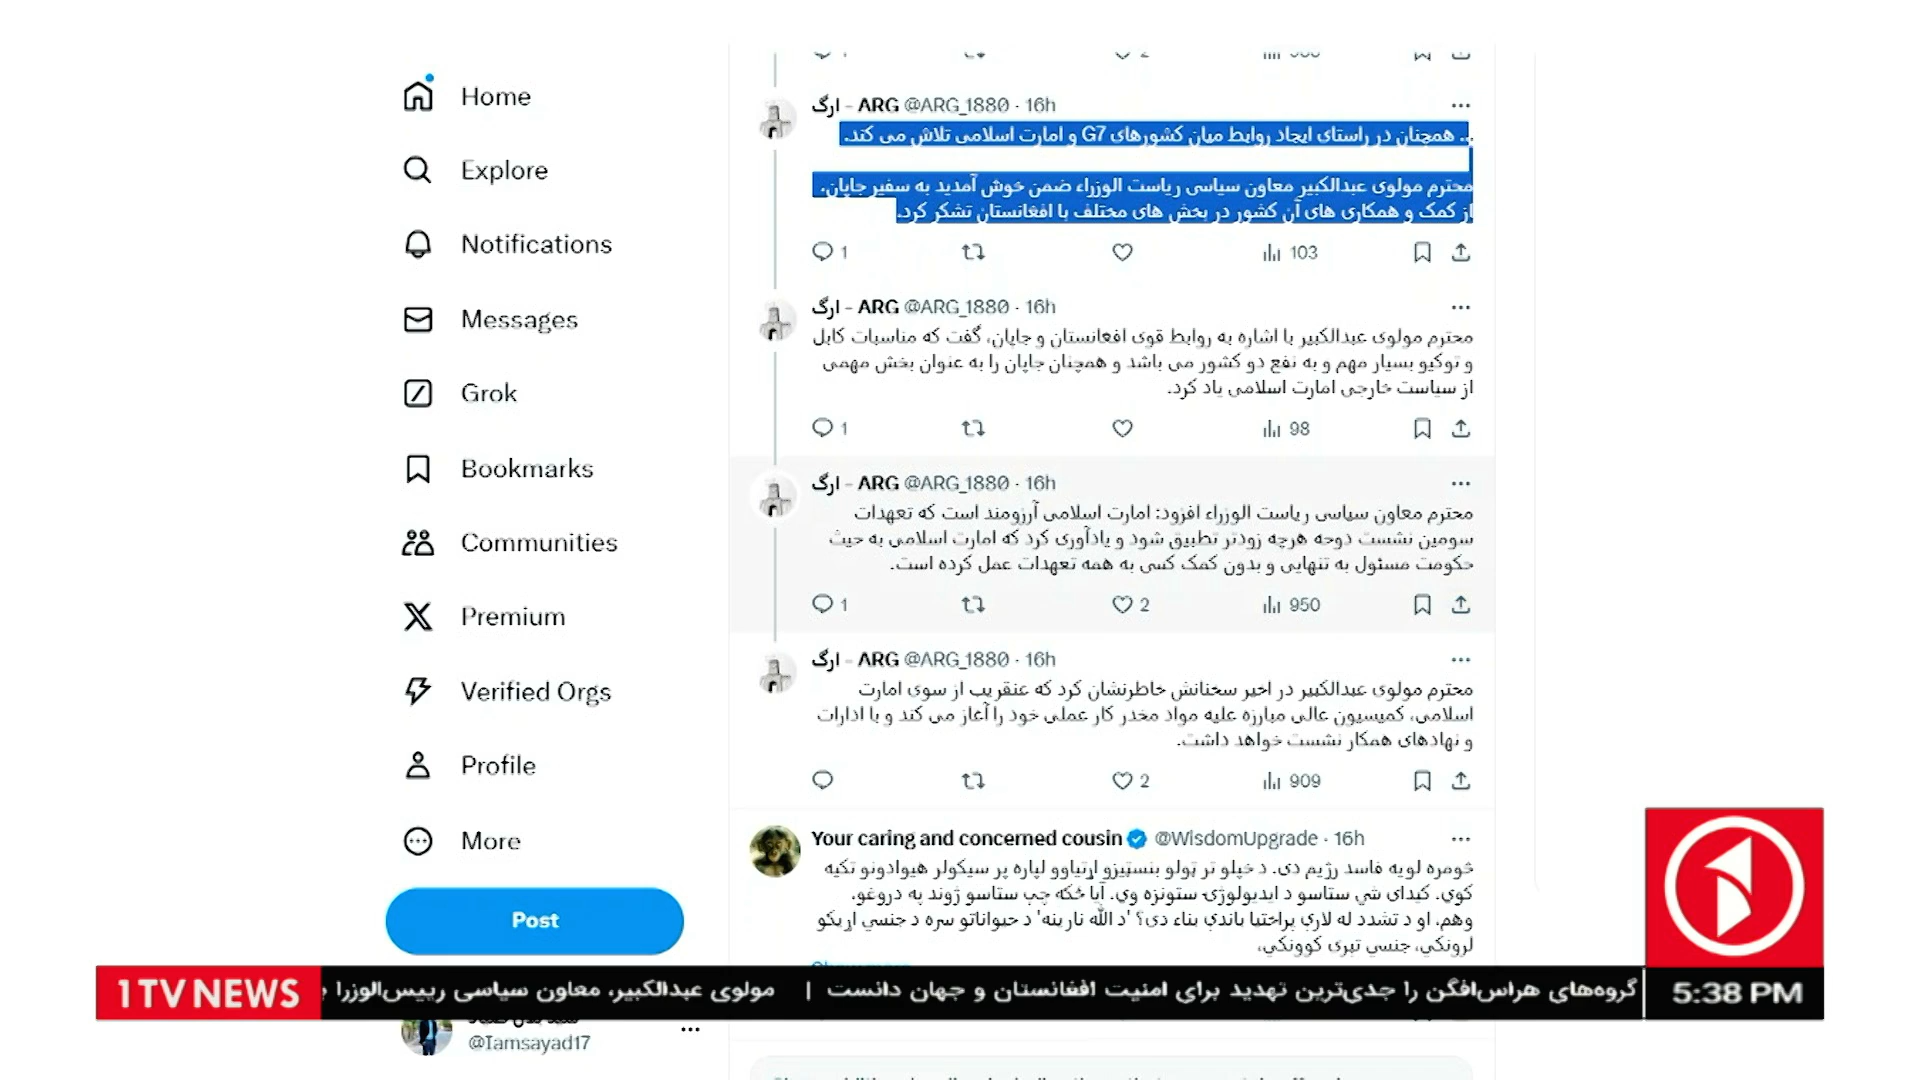 Home
Explore
Notifications
Messages
Grok
Bookmarks
Communities
Premium
Verified Orgs
Profile
More
Post
@Iamsayad17
ارگ - ARG @ARG_1880 · 16h
.. همچنان در راستای ایجاد روابط میان کشورهای G7 و امارت اسلامی تلاش می کند.
محترم مولوی عبدالکبیر معاون سیاسی ریاست الوزراء ضمن خوش آمدید به سفیر جاپان،
از کمک و همکاری های آن کشور در بخش های مختلف با افغانستان تشکر کرد.
1 103
ارگ - ARG @ARG_1880 · 16h
محترم مولوی عبدالکبیر با اشاره به روابط قوی افغانستان و جاپان، گفت که مناسبات کابل
و توکیو بسیار مهم و به نفع دو کشور می باشد و همچنان جاپان را به عنوان بخش مهمی
از سیاست خارجی امارت اسلامی یاد کرد.
1 98
ارگ - ARG @ARG_1880 · 16h
محترم معاون سیاسی ریاست الوزراء افزود: امارت اسلامی آرزومند است که تعهدات
سومین نشست دوحه هرچه زودتر تطبیق شود و یادآوری کرد که امارت اسلامی به حیث
حکومت مسئول به تنهایی و بدون کمک کسی به همه تعهدات عمل کرده است.
1 2 950
ارگ - ARG @ARG_1880 · 16h
محترم مولوی عبدالکبیر در اخیر سخنانش خاطرنشان کرد که عنقریب از سوی امارت
اسلامی، کمیسیون عالی مبارزه علیه مواد مخدر کار عملی خود را آغاز می کند و با ادارات
و نهادهای همکار نشست خواهد داشت.
2 909
Your caring and concerned cousin @WisdomUpgrade · 16h
څومره لویه فاسد رژیم دی. د خپلو تر ټولو بنسټیزو اړتیاوو لپاره پر سیکولر هیوادونو تکیه
کوي. کیدای شي ستاسو د ایدیولوژی ستونزه وي. آیا ځکه چې ستاسو ژوند په دروغو،
وهم، او د تشدد له لارې پراختیا باندې بناء دی؟ 'د الله نارینه' د حیواناتو سره د جنسي اړیکو
لرونکي، جنسي تیری کوونکي،
1TV NEWS
گروه‌های هراس‌افگن را جدی‌ترین تهدید برای امنیت افغانستان و جهان دانست | مولوی عبدالکبیر، معاون سیاسی رییس‌الوزرا
5:38 PM